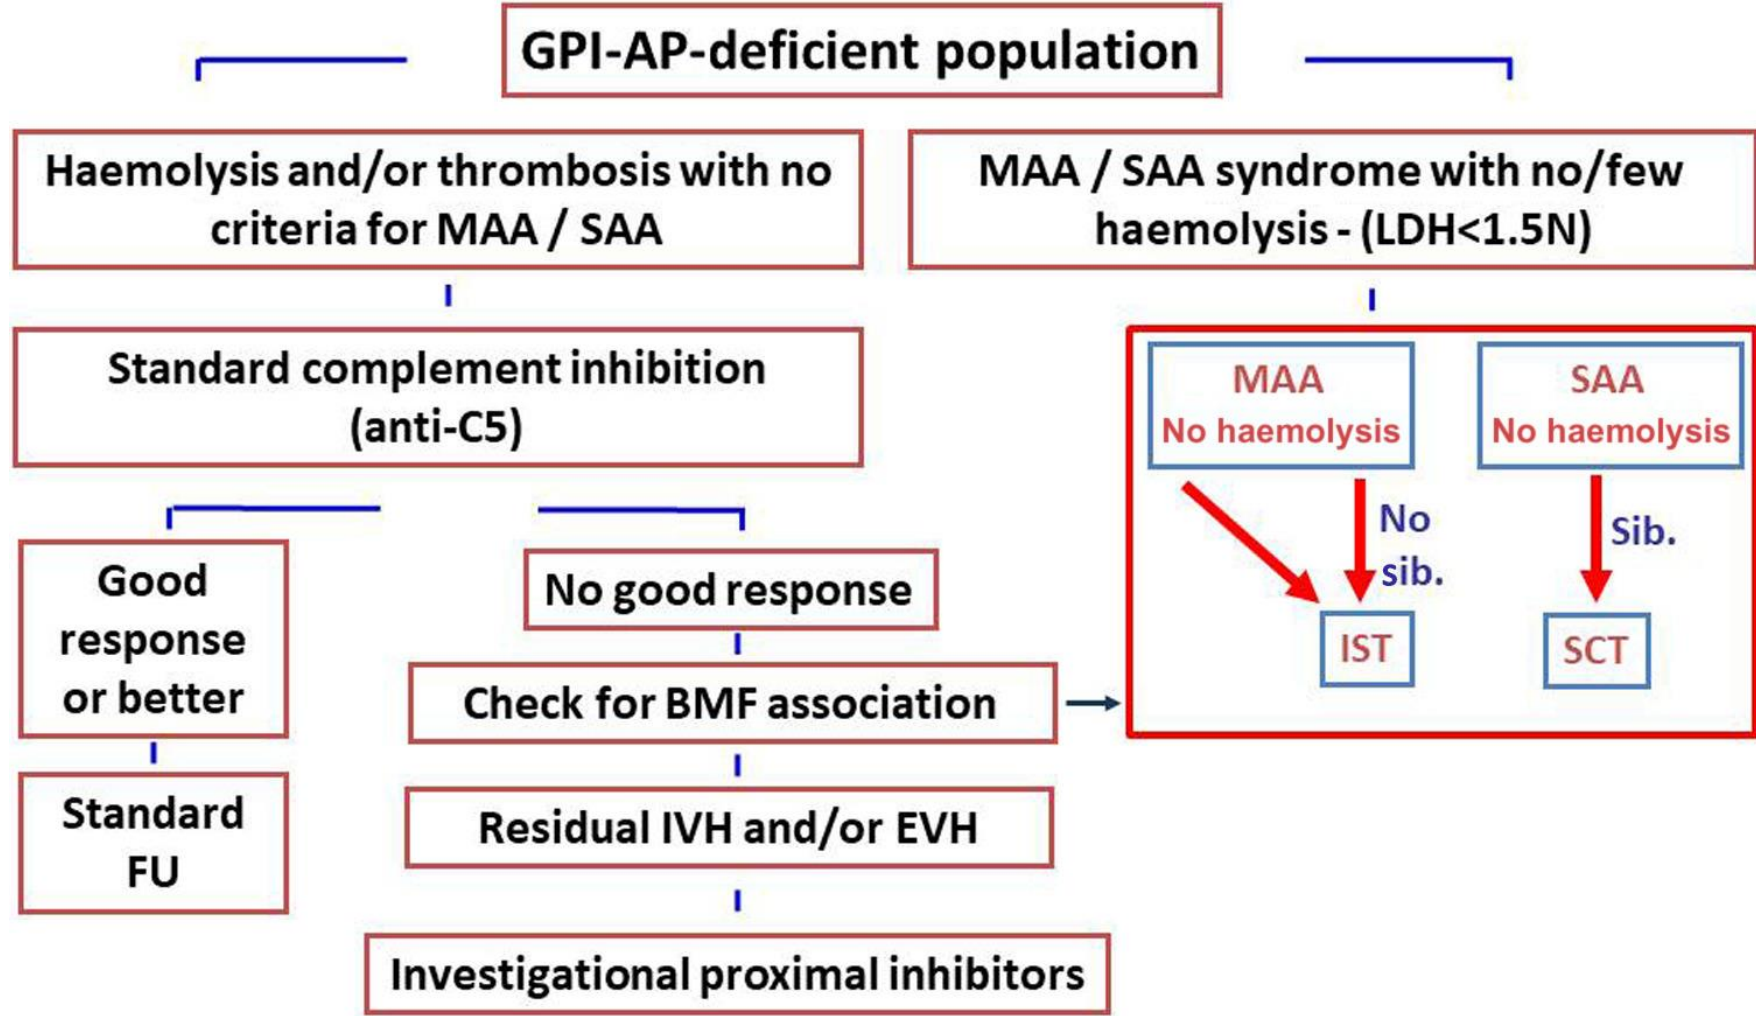 GPI-AP-deficient population
Haemolysis and/or thrombosis with no
criteria for MAA / SAA
MAA / SAA syndrome with no/few
haemolysis - (LDH<1.5N)
Standard complement inhibition
(anti-C5)
MAA
No haemolysis
SAA
No haemolysis
No
sib.
Sib.
IST
SCT
Good
response
or better
No good response
Check for BMF association
Standard
FU
Residual IVH and/or EVH
Investigational proximal inhibitors